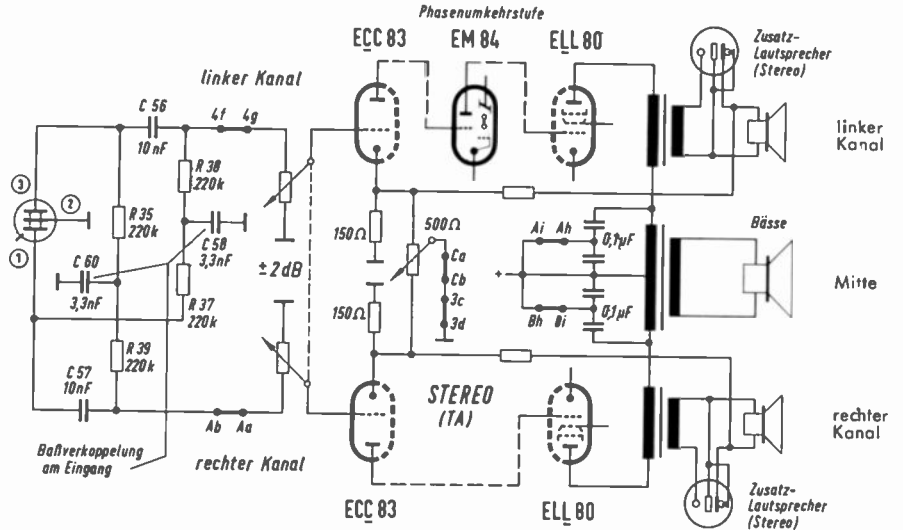 Phasenumkehrstufe
ECC 83
EM 84
ELL 80
Zusatz-
Lautsprecher
(Stereo)
linker Kanal
C 56
10 nF
4f 4g
linker
Kanal
3
2
1
R 38
220k
R 35
220k
C 58
3,3nF
C 60
3,3nF
R 37
220k
R 39
220k
± 2dB
150Ω
500Ω
150Ω
Ca
Cb
3c
3d
Ai Ah
0,1µF
+
Bh Bi
0,1µF
Bässe
Mitte
C 57
10nF
Ab Aa
STEREO
(TA)
rechter
Kanal
Baßverkoppelung
am Eingang
rechter Kanal
ECC 83
ELL 80
Zusatz-
Lautsprecher
(Stereo)